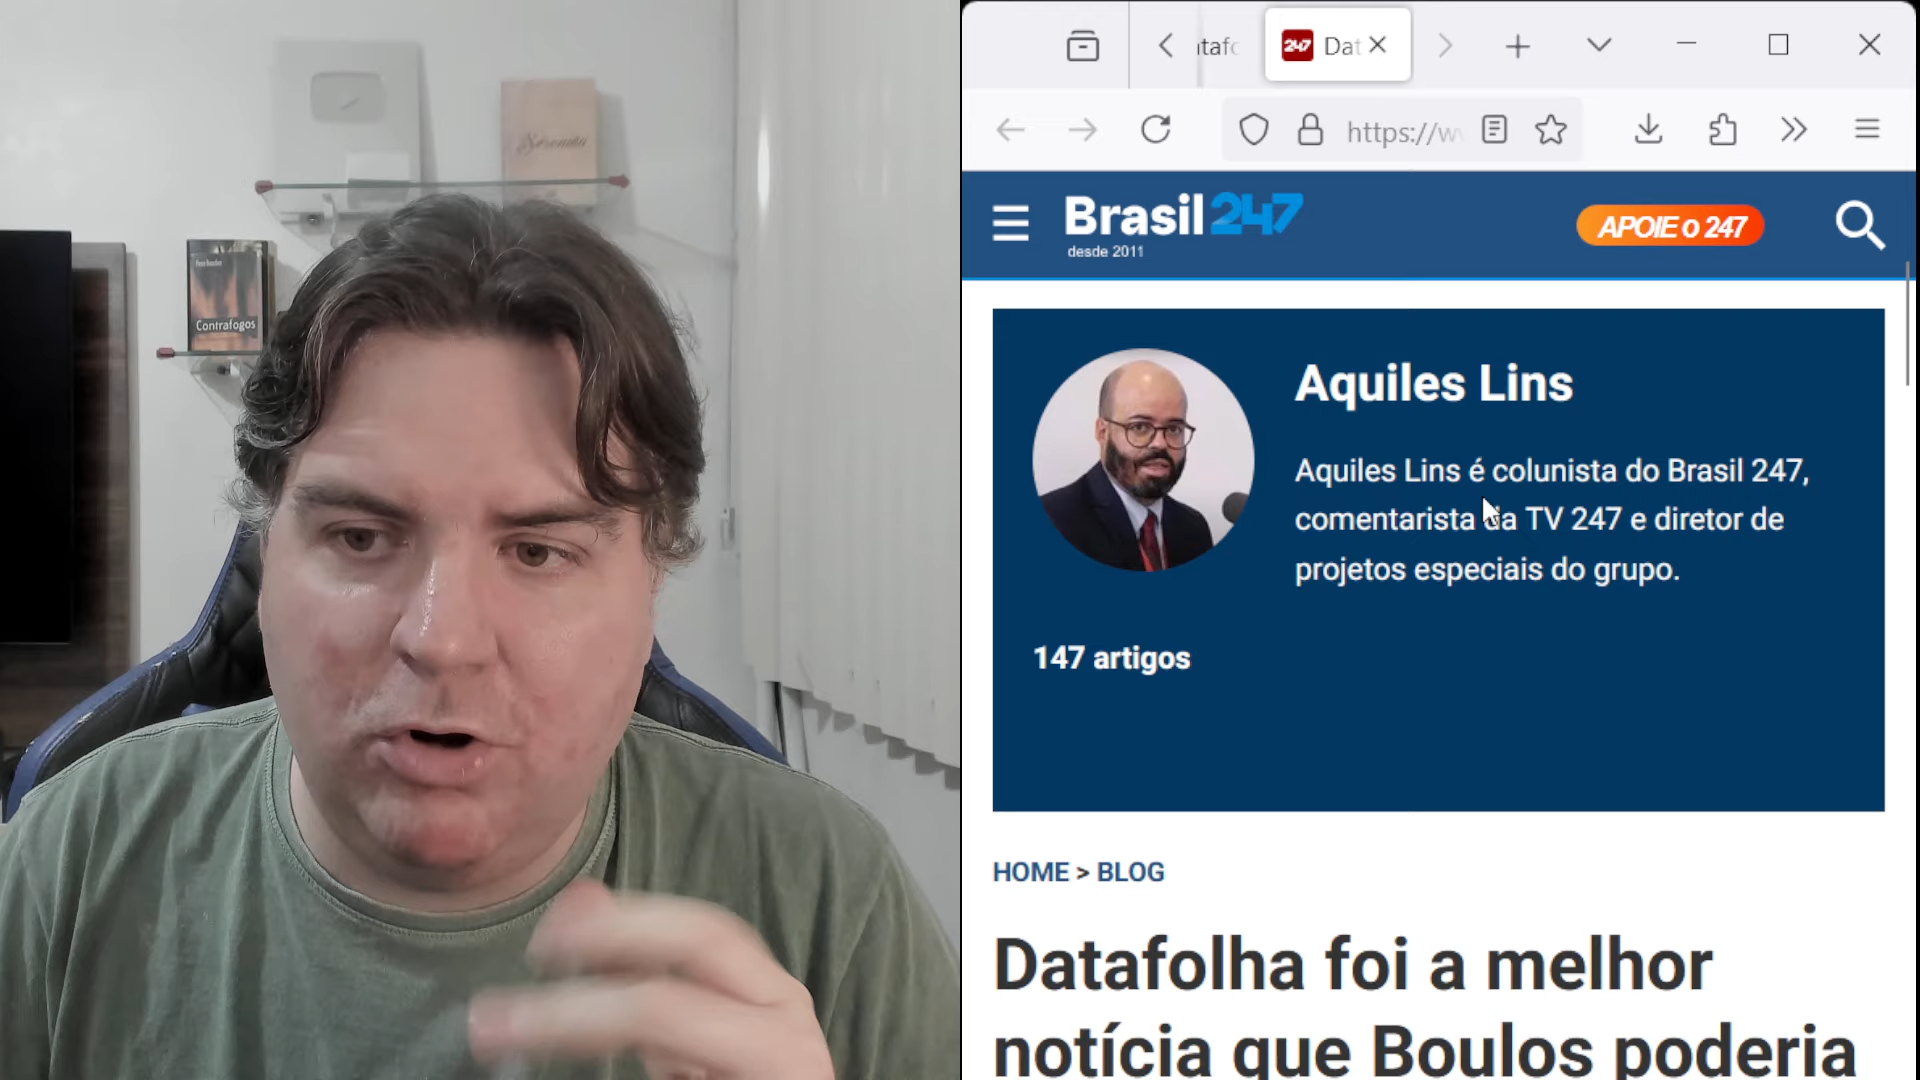 Serenata
Contrafogos
Dat
https://w
Brasil 247
desde 2011
APOIE o 247
Aquiles Lins
Aquiles Lins é colunista do Brasil 247,
comentarista da TV 247 e diretor de
projetos especiais do grupo.
147 artigos
HOME > BLOG
Datafolha foi a melhor
notícia que Boulos poderia